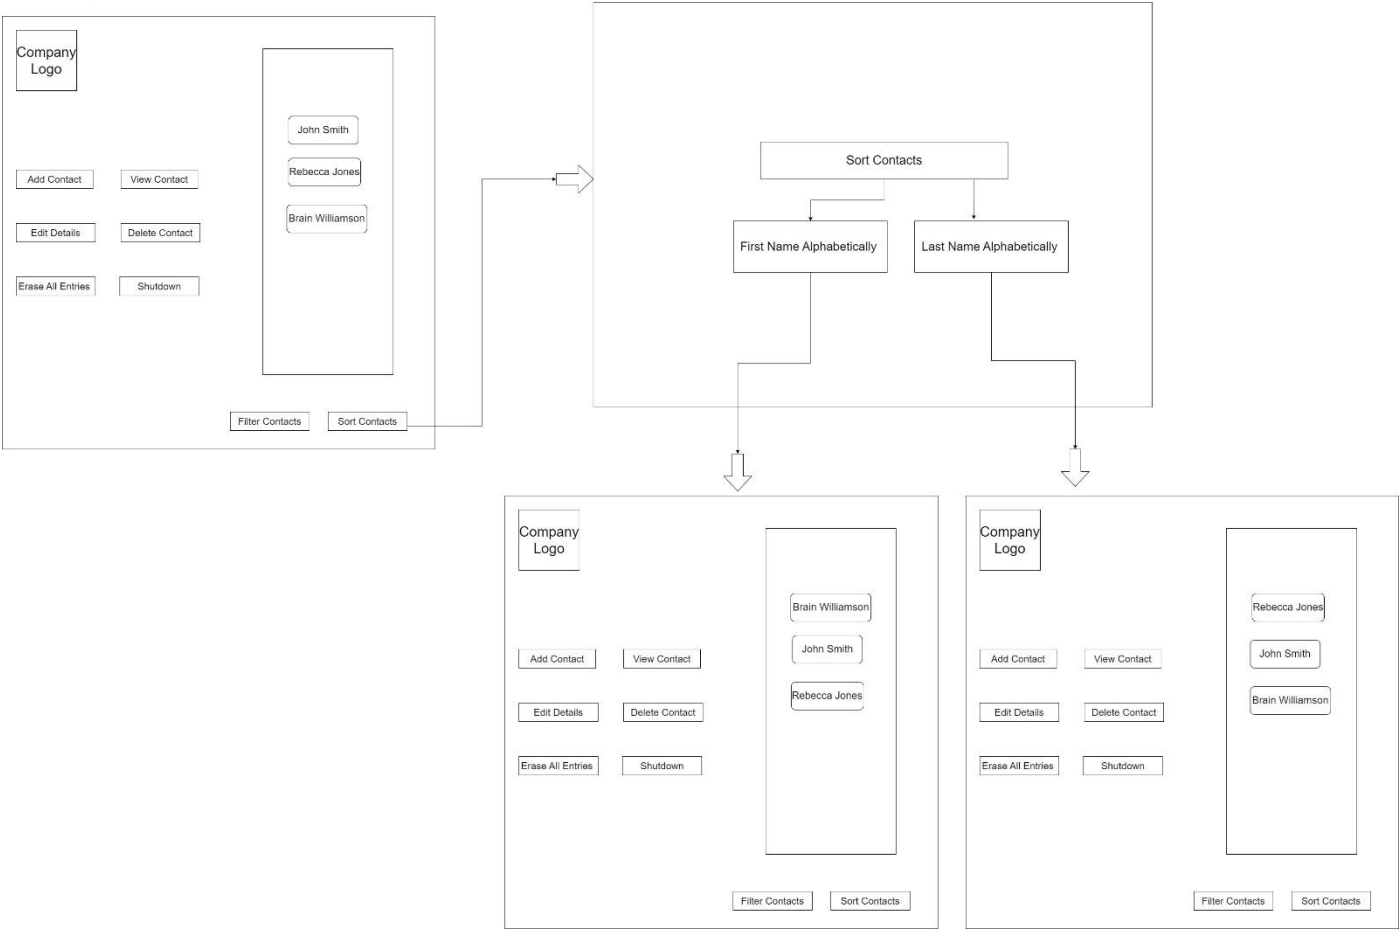 Company
Logo
John Smith
Rebecca Jones
Brain Williamson
Add Contact
View Contact
Edit Details
Delete Contact
Erase All Entries
Shutdown
Filter Contacts
Sort Contacts
Sort Contacts
First Name Alphabetically
Last Name Alphabetically
Company
Logo
Brain Williamson
John Smith
Rebecca Jones
Add Contact
View Contact
Edit Details
Delete Contact
Erase All Entries
Shutdown
Filter Contacts
Sort Contacts
Company
Logo
Rebecca Jones
John Smith
Brain Williamson
Add Contact
View Contact
Edit Details
Delete Contact
Erase All Entries
Shutdown
Filter Contacts
Sort Contacts